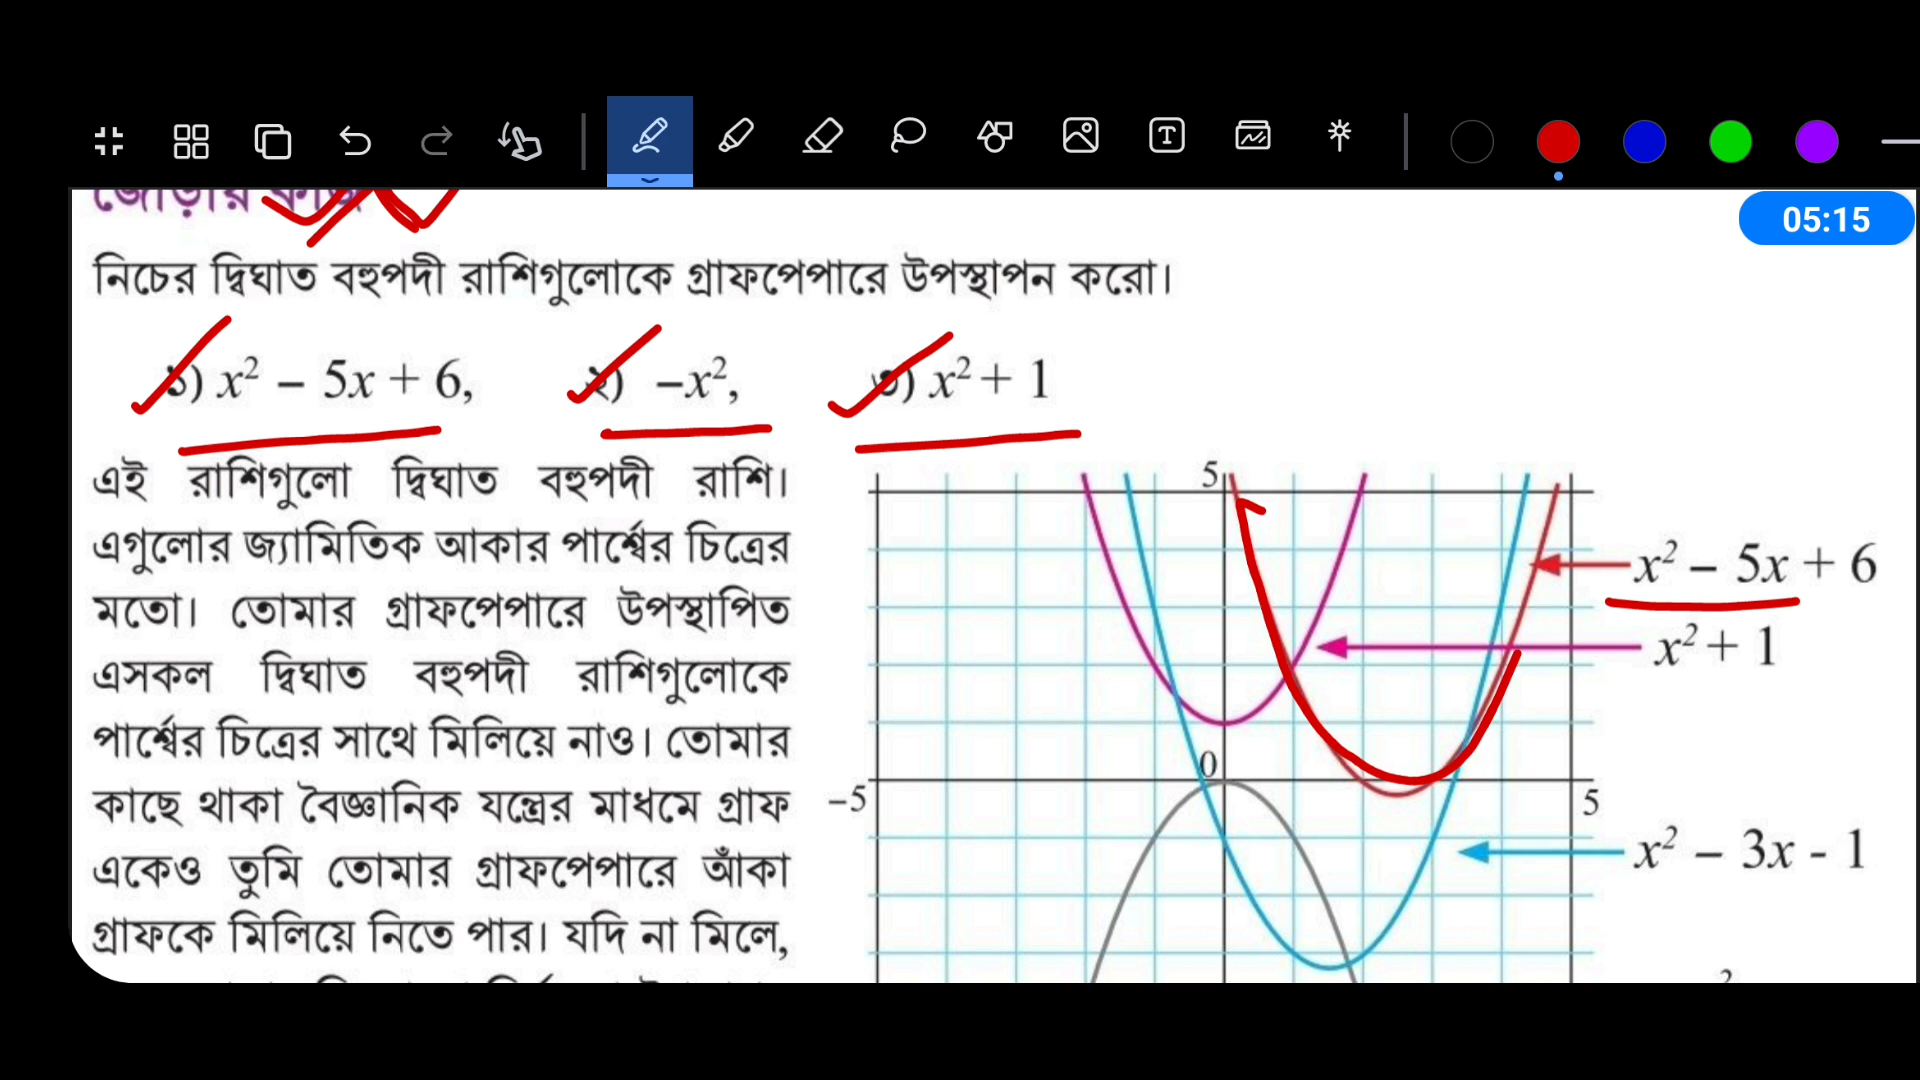 05:15
জোড়ায় কাজ
নিচের দ্বিঘাত বহুপদী রাশিগুলোকে গ্রাফপেপারে উপস্থাপন করো।
১) x² – 5x + 6, ২) –x², ৩) x² + 1
এই রাশিগুলো দ্বিঘাত বহুপদী রাশি।
এগুলোর জ্যামিতিক আকার পার্শ্বের চিত্রের
মতো। তোমার গ্রাফপেপারে উপস্থাপিত
এসকল দ্বিঘাত বহুপদী রাশিগুলোকে
পার্শ্বের চিত্রের সাথে মিলিয়ে নাও। তোমার
কাছে থাকা বৈজ্ঞানিক যন্ত্রের মাধমে গ্রাফ
একেও তুমি তোমার গ্রাফপেপারে আঁকা
গ্রাফকে মিলিয়ে নিতে পার। যদি না মিলে,
5
x² – 5x + 6
x² + 1
0
–5
5
x² – 3x - 1